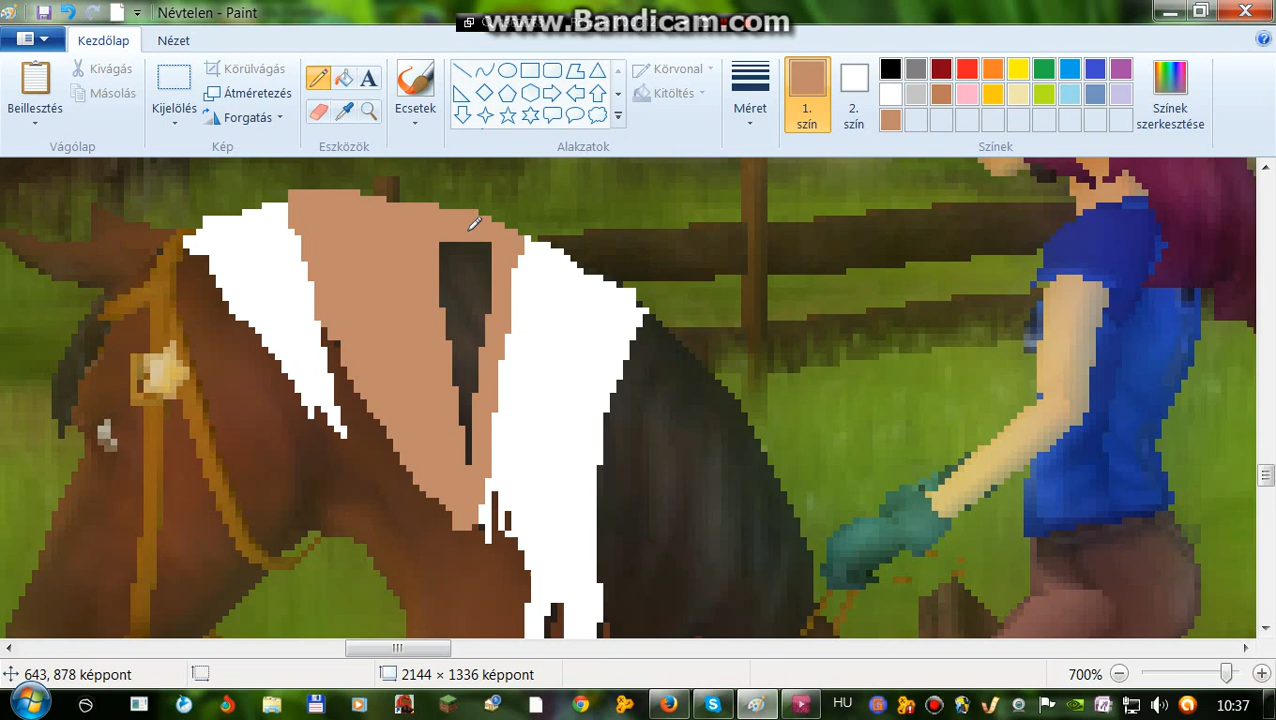 Névtelen - Paint
www.Bandicam.com
Kezdőlap
Nézet
Beillesztés
Kivágás
Másolás
Vágólap
Kijelölés
Körülvágás
Átméretezés
Forgatás
Kép
Eszközök
Esetek
Alakzatok
Körvonal
Kitöltés
Méret
1.
szín
2.
szín
Színek
szerkesztése
Színek
643, 878 képpont
2144 × 1336 képpont
700%
HU
10:37